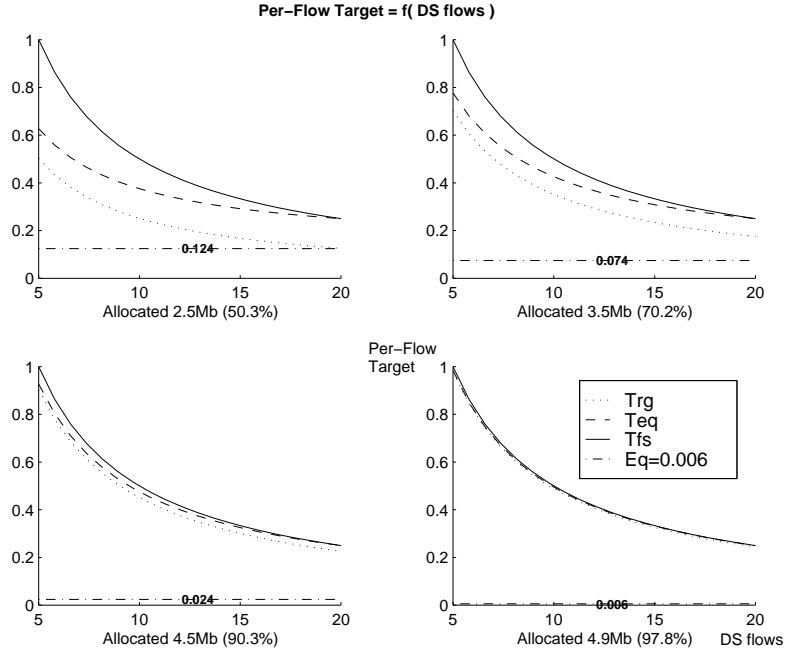 Per−Flow Target = f( DS flows )
1
0.8
0.6
0.4
0.2
0
0.124
5 10 15 20
Allocated 2.5Mb (50.3%)
1
0.8
0.6
0.4
0.2
0
0.074
5 10 15 20
Allocated 3.5Mb (70.2%)
1
0.8
0.6
0.4
0.2
0
0.024
5 10 15 20
Allocated 4.5Mb (90.3%)
Per−Flow
Target
1
0.8
0.6
0.4
0.2
0
Trg
Teq
Tfs
Eq=0.006
0.006
5 10 15 20
Allocated 4.9Mb (97.8%)
DS flows